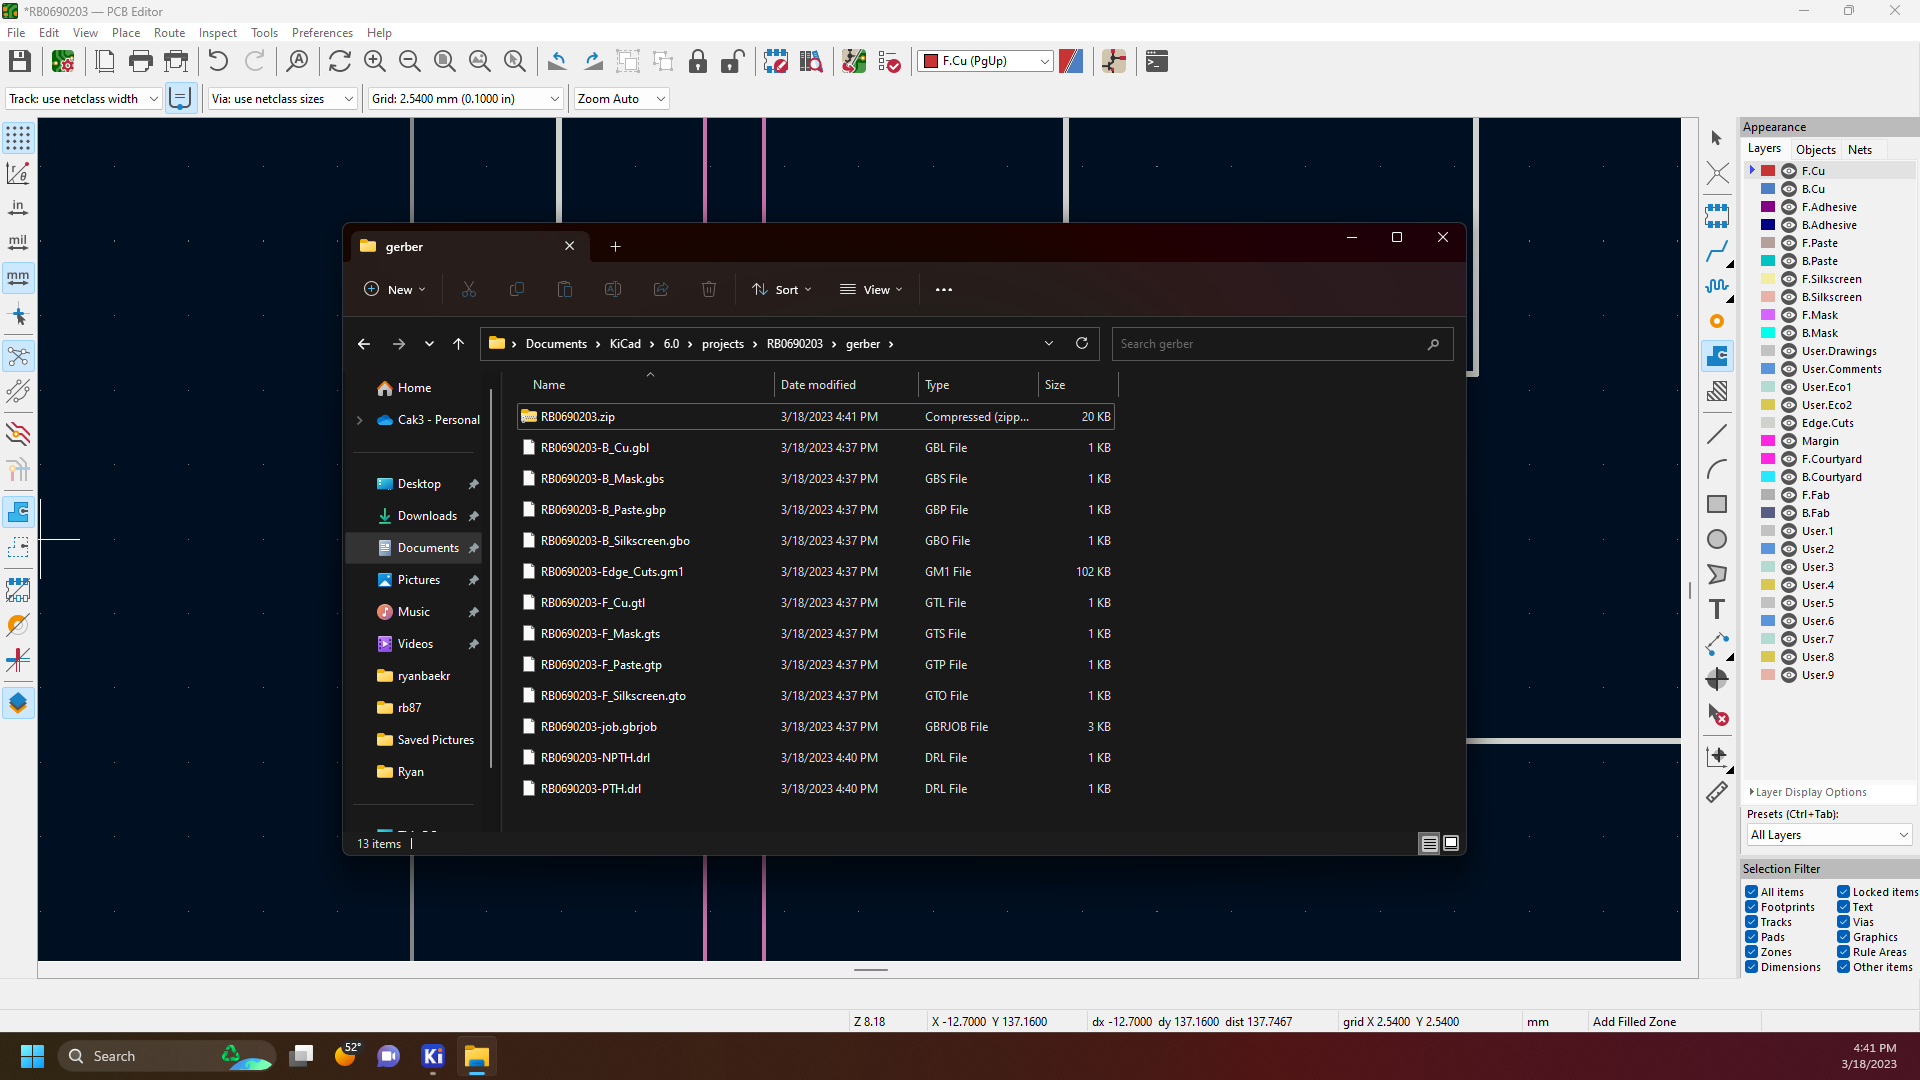 *RB0690203 — PCB Editor
File Edit View Place Route Inspect Tools Preferences Help
F.Cu (PgUp)
Track: use netclass width Via: use netclass sizes Grid: 2.5400 mm (0.1000 in) Zoom Auto
in
mil
mm
gerber
New Sort View
Documents > KiCad > 6.0 > projects > RB0690203 > gerber >
Search gerber
Home
Cak3 - Personal
Desktop
Downloads
Documents
Pictures
Music
Videos
ryanbaekr
rb87
Saved Pictures
Ryan
Name Date modified Type Size
RB0690203.zip 3/18/2023 4:41 PM Compressed (zipp... 20 KB
RB0690203-B_Cu.gbl 3/18/2023 4:37 PM GBL File 1 KB
RB0690203-B_Mask.gbs 3/18/2023 4:37 PM GBS File 1 KB
RB0690203-B_Paste.gbp 3/18/2023 4:37 PM GBP File 1 KB
RB0690203-B_Silkscreen.gbo 3/18/2023 4:37 PM GBO File 1 KB
RB0690203-Edge_Cuts.gm1 3/18/2023 4:37 PM GM1 File 102 KB
RB0690203-F_Cu.gtl 3/18/2023 4:37 PM GTL File 1 KB
RB0690203-F_Mask.gts 3/18/2023 4:37 PM GTS File 1 KB
RB0690203-F_Paste.gtp 3/18/2023 4:37 PM GTP File 1 KB
RB0690203-F_Silkscreen.gto 3/18/2023 4:37 PM GTO File 1 KB
RB0690203-job.gbrjob 3/18/2023 4:37 PM GBRJOB File 3 KB
RB0690203-NPTH.drl 3/18/2023 4:40 PM DRL File 1 KB
RB0690203-PTH.drl 3/18/2023 4:40 PM DRL File 1 KB
13 items
Appearance
Layers Objects Nets
F.Cu
B.Cu
F.Adhesive
B.Adhesive
F.Paste
B.Paste
F.Silkscreen
B.Silkscreen
F.Mask
B.Mask
User.Drawings
User.Comments
User.Eco1
User.Eco2
Edge.Cuts
Margin
F.Courtyard
B.Courtyard
F.Fab
B.Fab
User.1
User.2
User.3
User.4
User.5
User.6
User.7
User.8
User.9
Layer Display Options
Presets (Ctrl+Tab):
All Layers
Selection Filter
All items Locked items
Footprints Text
Tracks Vias
Pads Graphics
Zones Rule Areas
Dimensions Other items
Z 8.18 X -12.7000 Y 137.1600 dx -12.7000 dy 137.1600 dist 137.7467 grid X 2.5400 Y 2.5400 mm Add Filled Zone
Search
52°
Ki
4:41 PM
3/18/2023